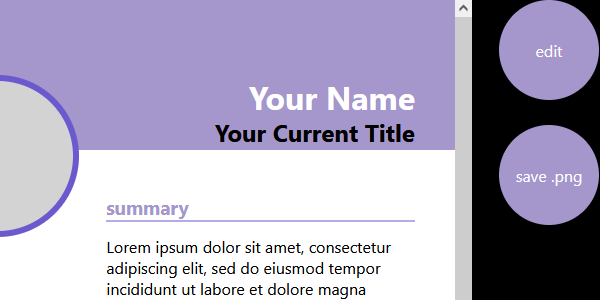 Your Name
Your Current Title
summary
Lorem ipsum dolor sit amet, consectetur
adipiscing elit, sed do eiusmod tempor
incididunt ut labore et dolore magna
edit
save .png